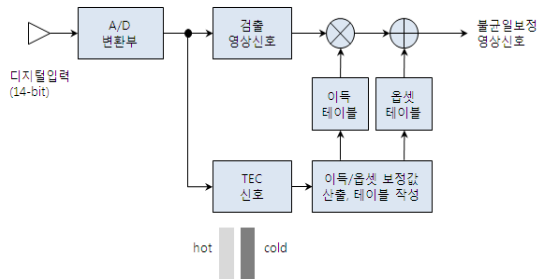 A/D
변환부
검출
영상신호
불균일보정
영상신호
디지털입력
(14-bit)
이득
테이블
옵셋
테이블
TEC
신호
이득/옵셋 보정값
산출, 테이블 작성
hot
cold